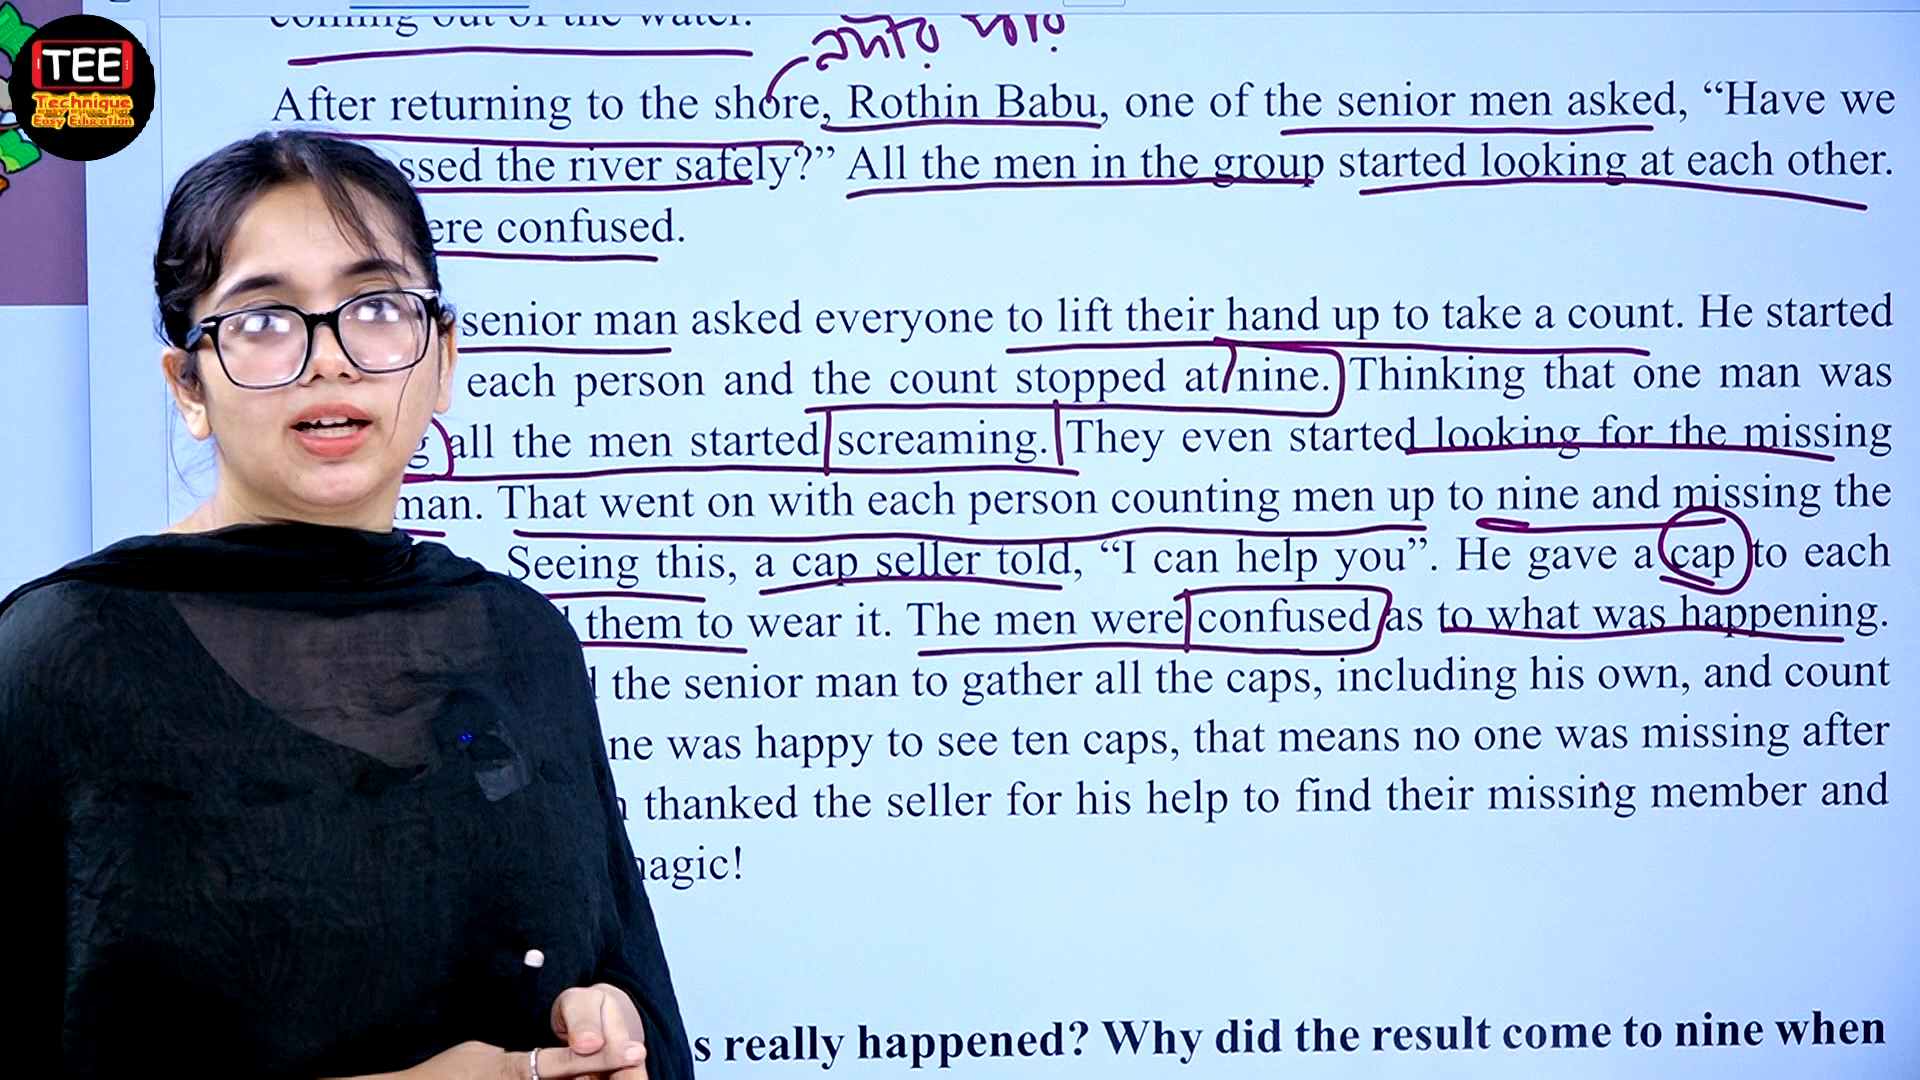 TEE
Technique
Easy Education
coming out of the water.
After returning to the shore, Rothin Babu, one of the senior men asked, “Have we
ssed the river safely?” All the men in the group started looking at each other.
ere confused.
senior man asked everyone to lift their hand up to take a count. He started
each person and the count stopped at nine. Thinking that one man was
g all the men started screaming. They even started looking for the missing
man. That went on with each person counting men up to nine and missing the
Seeing this, a cap seller told, “I can help you”. He gave a cap to each
them to wear it. The men were confused as to what was happening.
the senior man to gather all the caps, including his own, and count
ne was happy to see ten caps, that means no one was missing after
thanked the seller for his help to find their missing member and
agic!
s really happened? Why did the result come to nine when